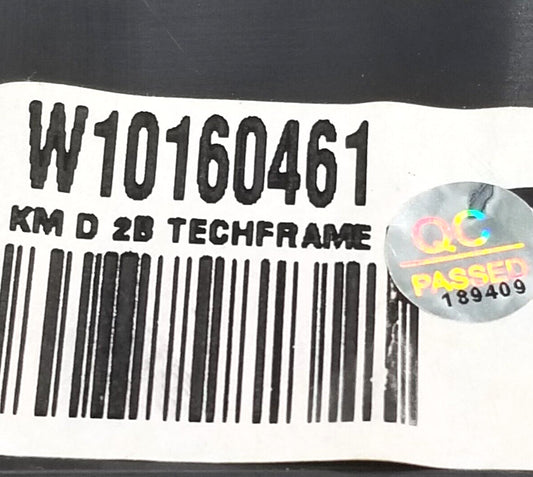 W10160461
KM D 2B TECHFRAME
QC
PASSED
189409